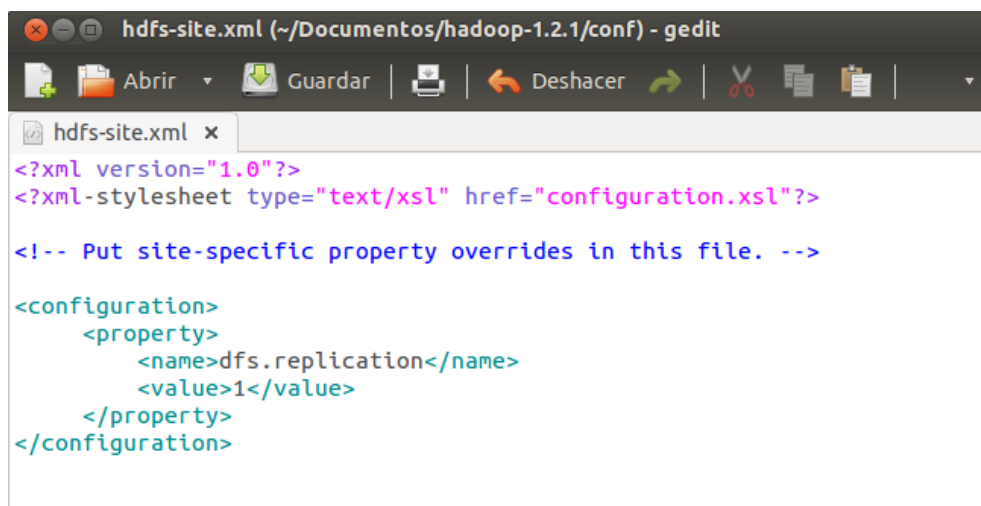 hdfs-site.xml (~/Documentos/hadoop-1.2.1/conf) - gedit
Abrir Guardar Deshacer
hdfs-site.xml ×
<?xml version="1.0"?>
<?xml-stylesheet type="text/xsl" href="configuration.xsl"?>
<!-- Put site-specific property overrides in this file. -->
<configuration>
     <property>
         <name>dfs.replication</name>
         <value>1</value>
     </property>
</configuration>